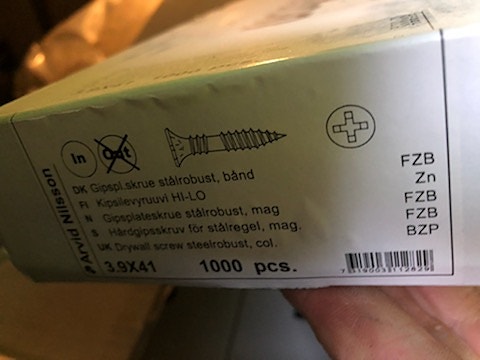 In
Out
Arvid Nilsson
DK Gipspl.skrue stålrobust, bånd
FI Kipsilevyruuvi HI-LO
N Gipsplateskrue stålrobust, mag
S Hårdgipsskruv för stålregel, mag.
UK Drywall screw steelrobust, col.
FZB
Zn
FZB
FZB
BZP
3.9X41 1000 pcs.